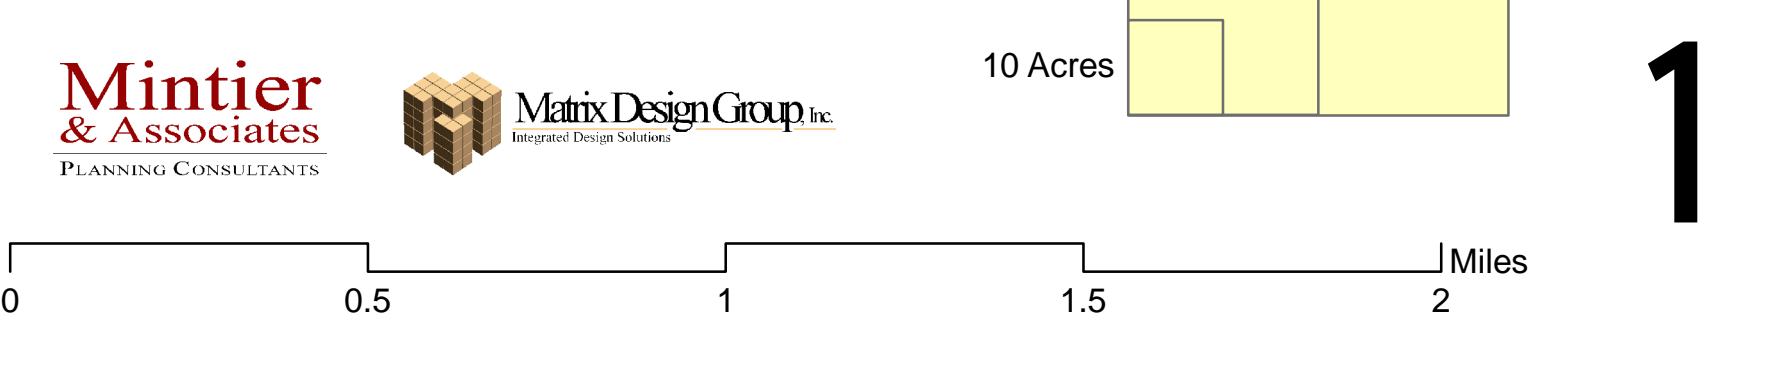 10 Acres
1
Mintier
& Associates
PLANNING CONSULTANTS
Matrix Design Group, Inc.
Integrated Design Solutions
Miles
0 0.5 1 1.5 2